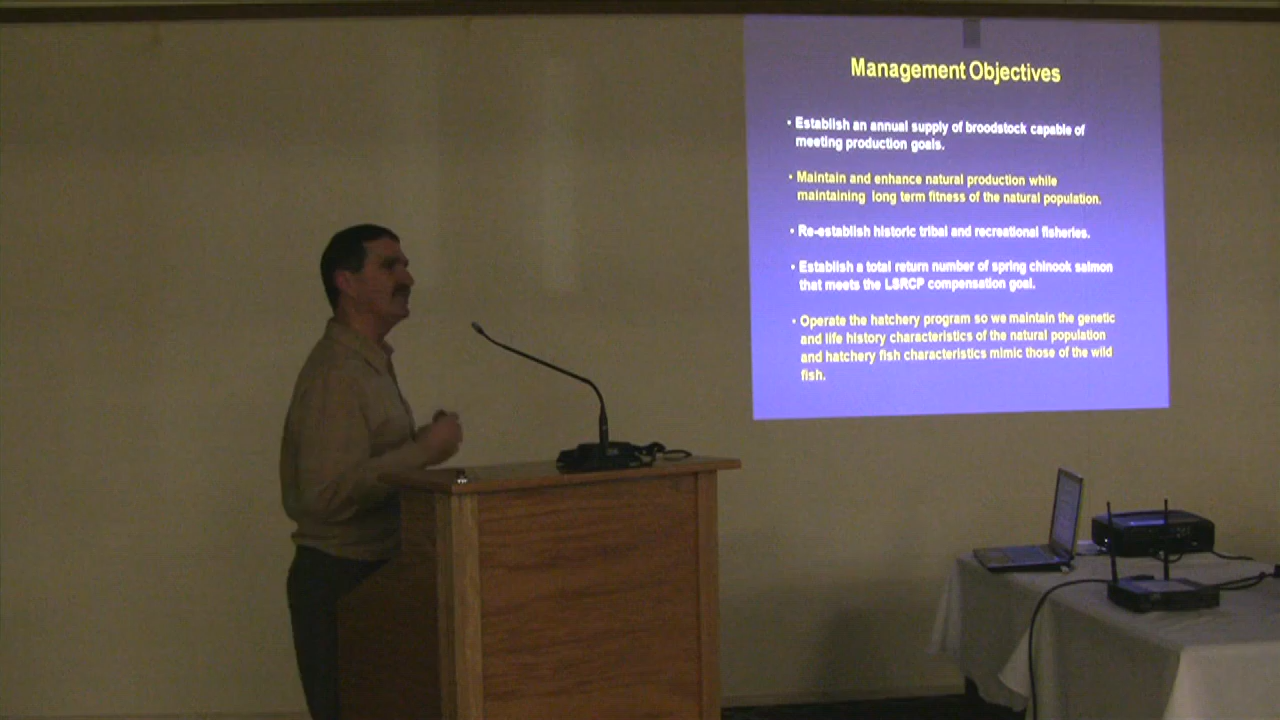 Management Objectives
• Establish an annual supply of broodstock capable of
meeting production goals.
• Maintain and enhance natural production while
maintaining long term fitness of the natural population.
• Re-establish historic tribal and recreational fisheries.
• Establish a total return number of spring chinook salmon
that meets the LSRCP compensation goal.
• Operate the hatchery program so we maintain the genetic
and life history characteristics of the natural population
and hatchery fish characteristics mimic those of the wild
fish.